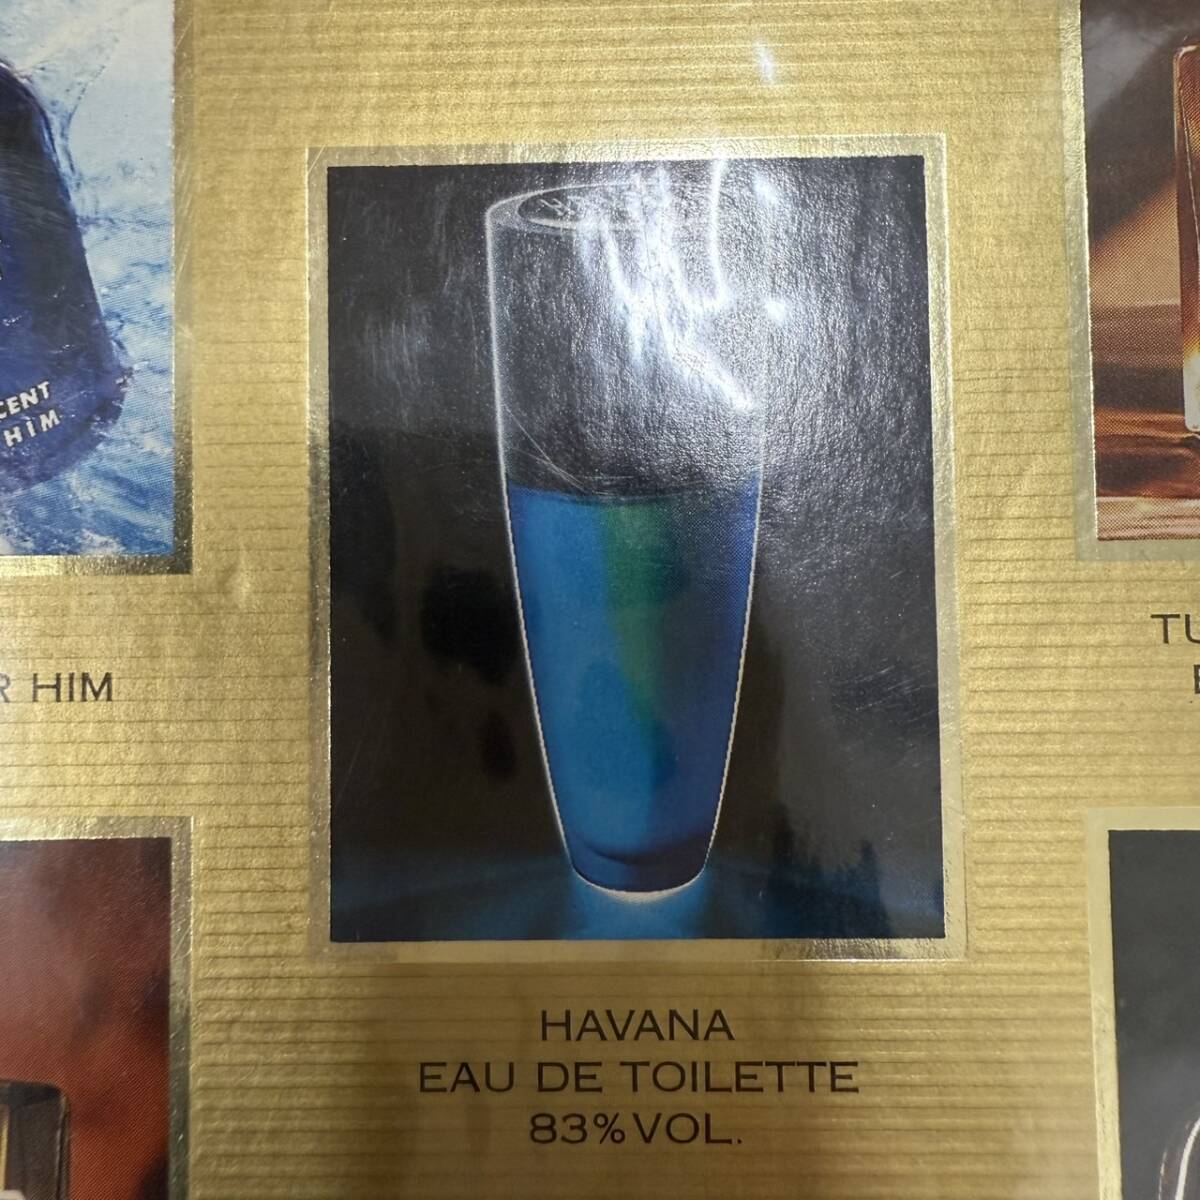 CENT
HIM
R HIM
TU
HAVANA
EAU DE TOILETTE
83% VOL.